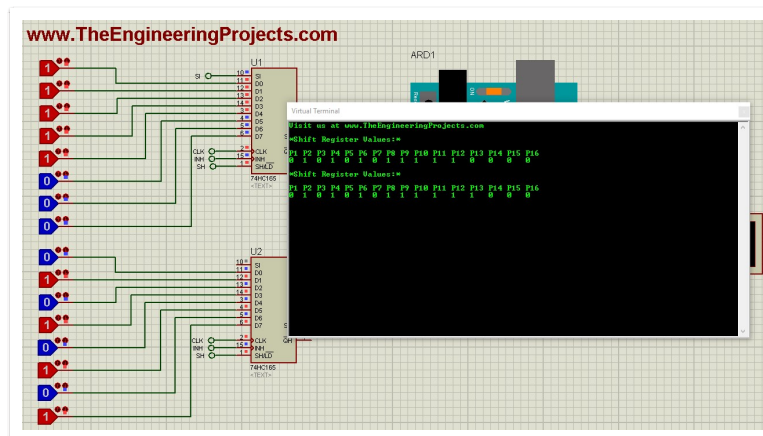 www.TheEngineeringProjects.com
ARD1
U1
SI
10
SI
11
D0
12
D1
13
D2
14
D3
3
D4
4
D5
5
D6
6
D7
CLK
2
CLK
INH
15
INH
SH
1
SH/LD
74HC165
<TEXT>
ON
Virtual Terminal
Visit us at www.TheEngineeringProjects.com
*Shift Register Values:*
P1 P2 P3 P4 P5 P6 P7 P8 P9 P10 P11 P12 P13 P14 P15 P16
0 1 0 1 0 1 0 1 1 1 1 1 1 0 0 0
*Shift Register Values:*
P1 P2 P3 P4 P5 P6 P7 P8 P9 P10 P11 P12 P13 P14 P15 P16
0 1 0 1 0 1 0 1 1 1 1 1 1 0 0 0
1
1
1
1
1
0
0
0
U2
10
SI
11
D0
12
D1
13
D2
14
D3
3
D4
4
D5
5
D6
6
D7
CLK
2
CLK
INH
15
INH
SH
1
SH/LD
QH
74HC165
<TEXT>
0
1
0
1
0
1
0
1